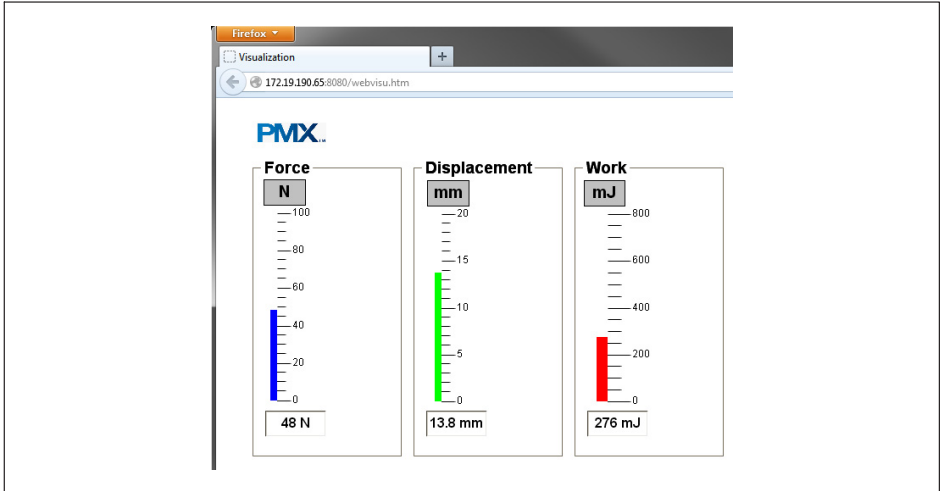 Firefox
Visualization
172.19.190.65:8080/webvisu.htm
PMX
Force
N
100
80
60
40
20
0
48 N
Displacement
mm
20
15
10
5
0
13.8 mm
Work
mJ
800
600
400
200
0
276 mJ